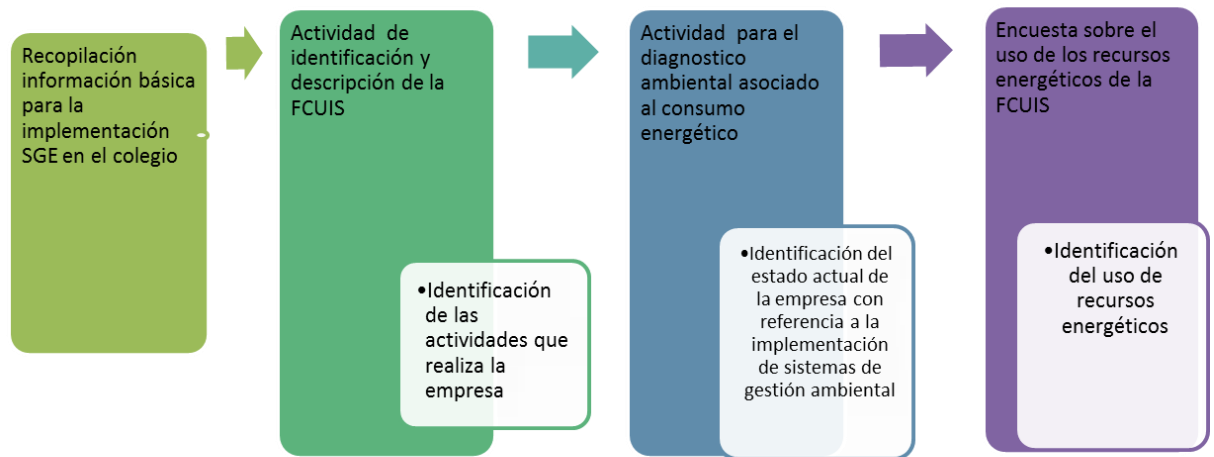 Recopilación
información básica
para la
implementación
SGE en el colegio
Actividad de
identificación y
descripción de la
FCUIS
•Identificación
de las
actividades que
realiza la
empresa
Actividad para el
diagnostico
ambiental asociado
al consumo
energético
•Identificación del
estado actual de
la empresa con
referencia a la
implementación
de sistemas de
gestión ambiental
Encuesta sobre el
uso de los recursos
energéticos de la
FCUIS
•Identificación
del uso de
recursos
energéticos